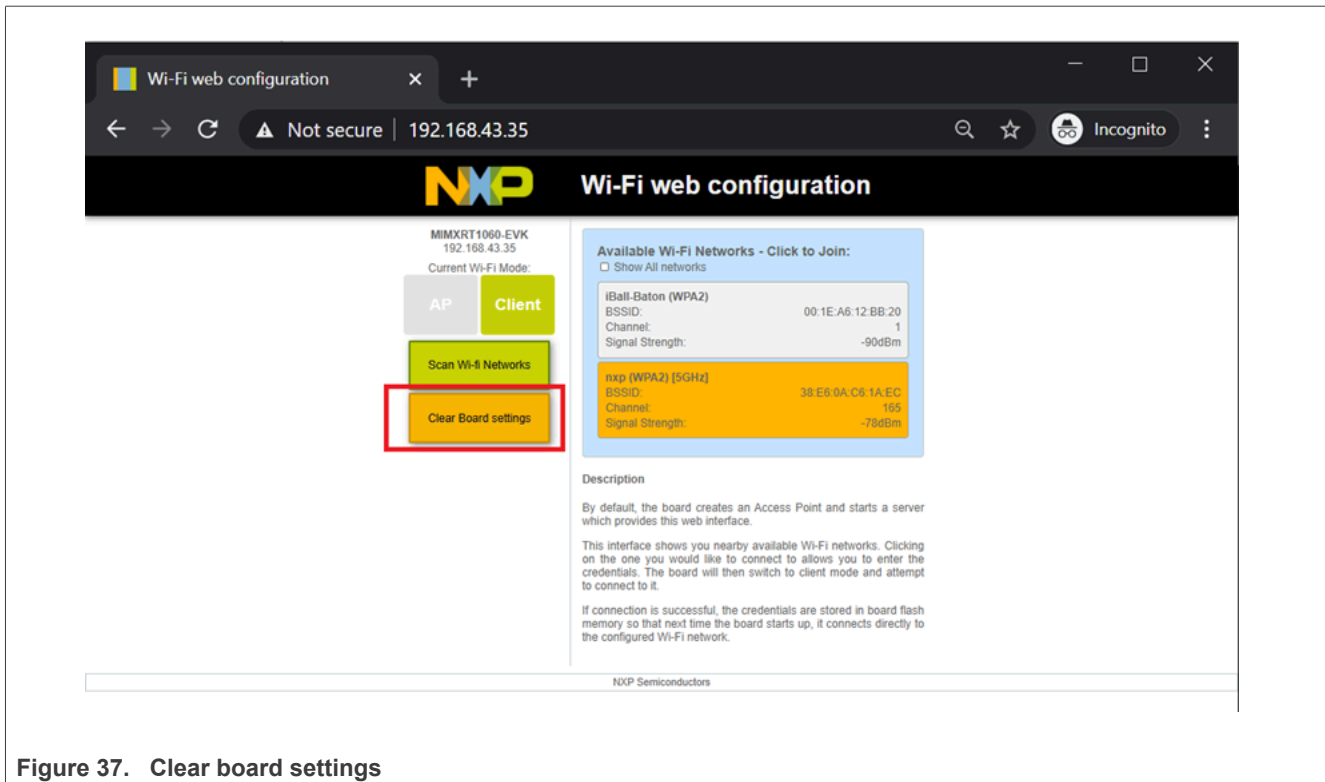 Wi-Fi web configuration
Not secure | 192.168.43.35
Incognito
NXP
Wi-Fi web configuration
MIMXRT1060-EVK
192.168.43.35
Current Wi-Fi Mode:
AP
Client
Scan Wi-fi Networks
Clear Board settings
Available Wi-Fi Networks - Click to Join:
Show All networks
iBall-Baton (WPA2)
BSSID: 00:1E:A6:12:BB:20
Channel: 1
Signal Strength: -90dBm
nxp (WPA2) [5GHz]
BSSID: 38:E6:0A:C6:1A:EC
Channel: 165
Signal Strength: -78dBm
Description
By default, the board creates an Access Point and starts a server
which provides this web interface.
This interface shows you nearby available Wi-Fi networks. Clicking
on the one you would like to connect to allows you to enter the
credentials. The board will then switch to client mode and attempt
to connect to it.
If connection is successful, the credentials are stored in board flash
memory so that next time the board starts up, it connects directly to
the configured Wi-Fi network.
NXP Semiconductors
Figure 37. Clear board settings